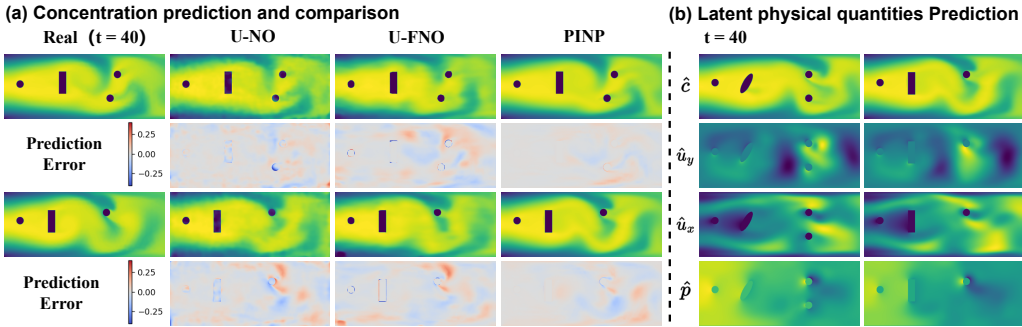 (a) Concentration prediction and comparison
Real (t = 40) U-NO U-FNO PINP
Prediction Error
0.25
0.00
−0.25
Prediction Error
0.25
0.00
−0.25
(b) Latent physical quantities Prediction
t = 40
ĉ
û_y
û_x
p̂